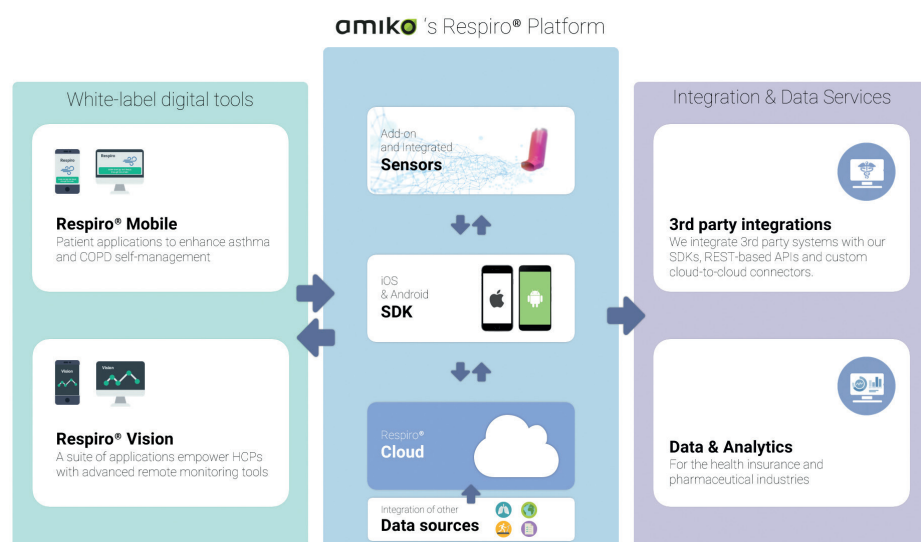 amiko 's Respiro® Platform
White-label digital tools
Respiro
Respiro
Respiro® Mobile
Patient applications to enhance asthma
and COPD self-management
Vision
Vision
Respiro® Vision
A suite of applications empower HCPs
with advanced remote monitoring tools
Add-on
and Integrated
Sensors
iOS
& Android
SDK
Respiro®
Cloud
Integration of other
Data sources
Integration & Data Services
3rd party integrations
We integrate 3rd party systems with our
SDKs, REST-based APIs and custom
cloud-to-cloud connectors.
Data & Analytics
For the health insurance and
pharmaceutical industries